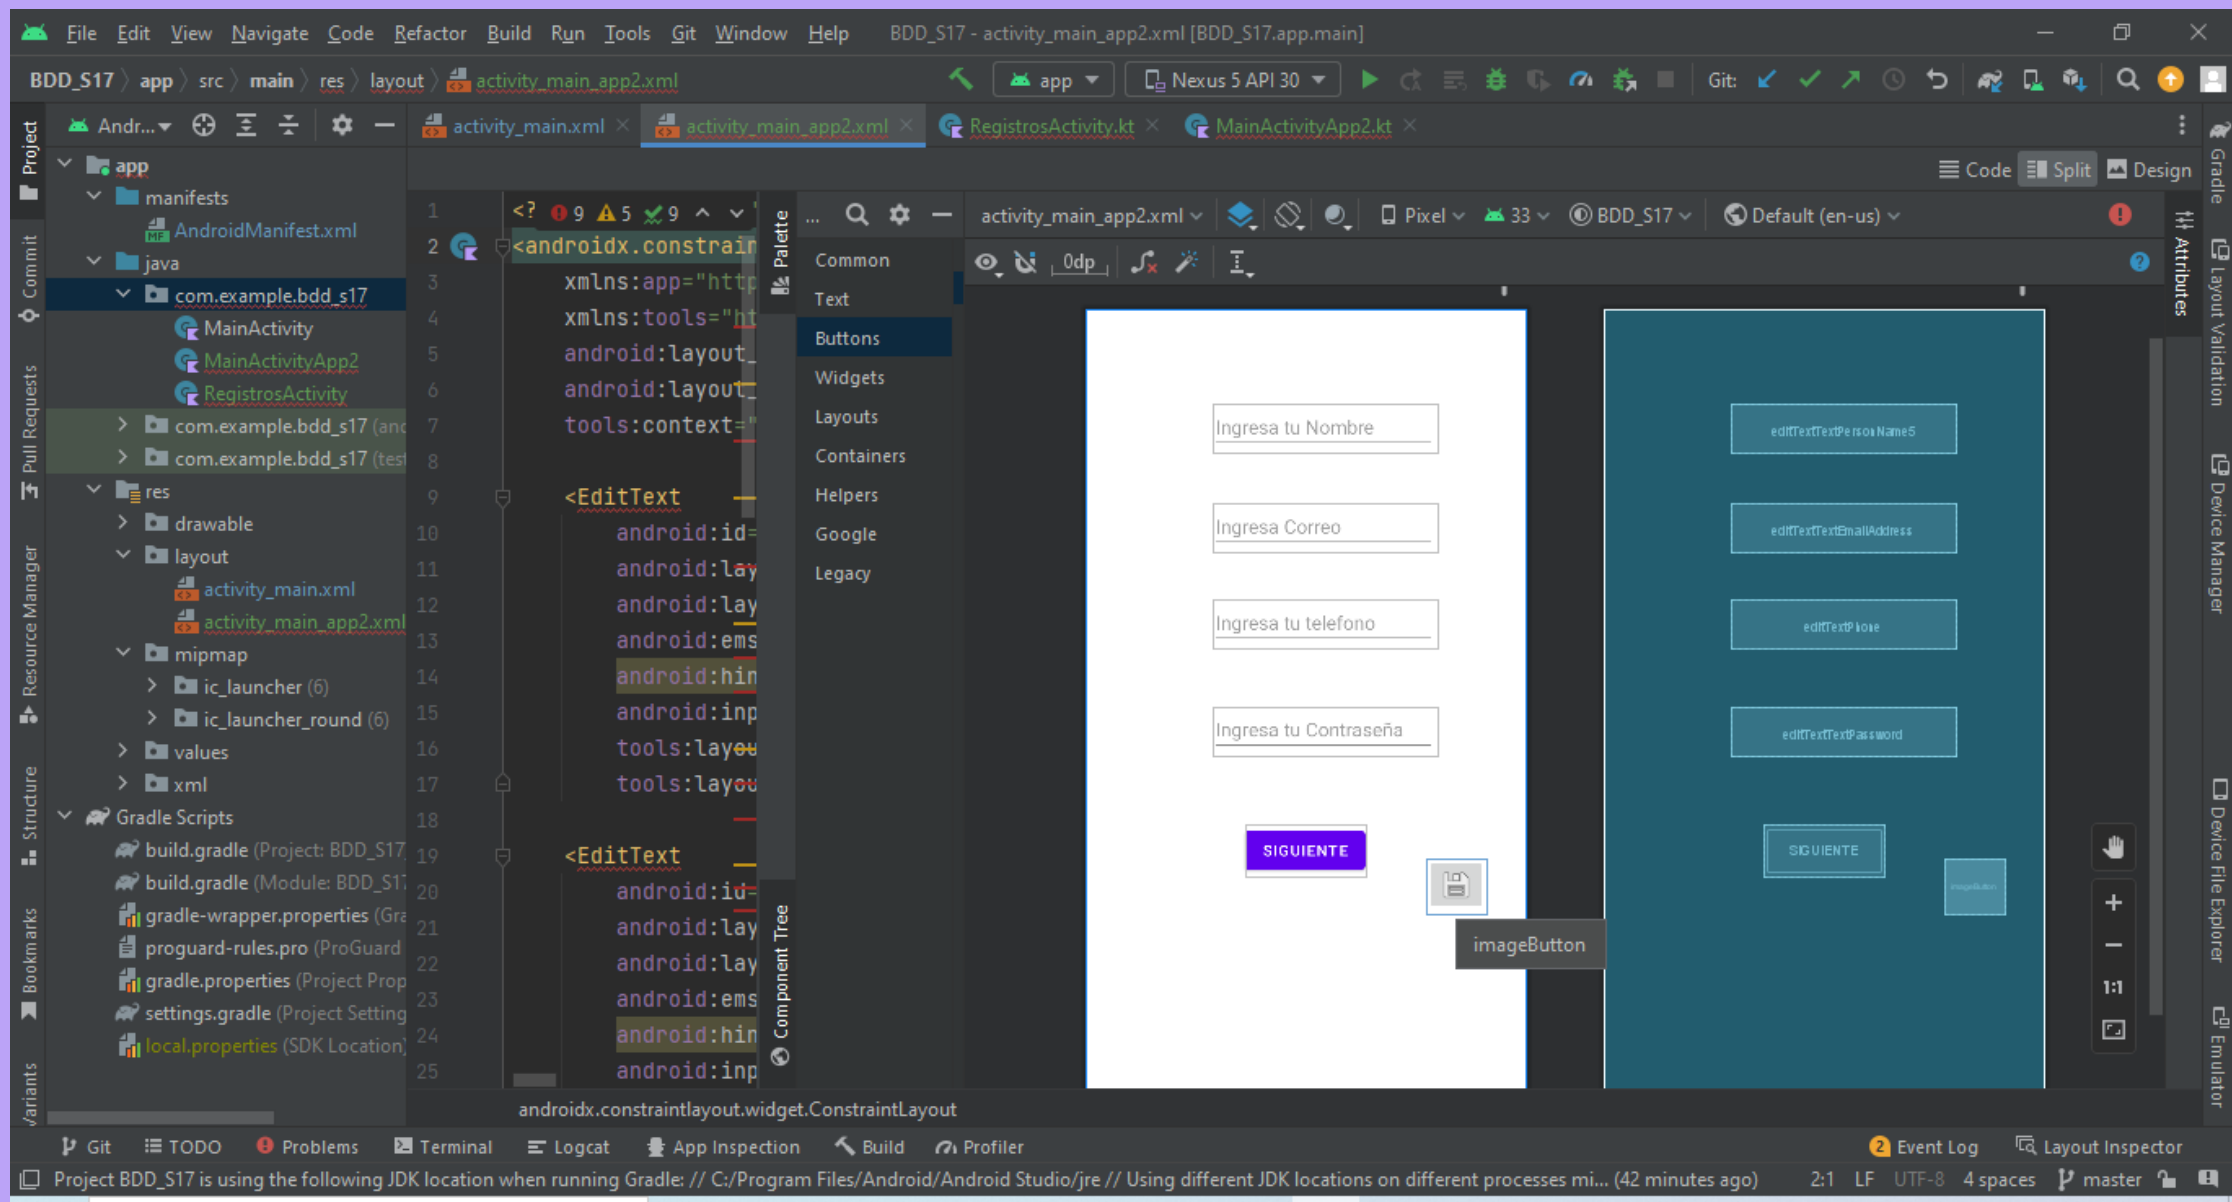 File Edit View Navigate Code Refactor Build Run Tools Git Window Help BDD_S17 - activity_main_app2.xml [BDD_S17.app.main]
BDD_S17 app src main res layout activity_main_app2.xml app Nexus 5 API 30 Git:
Andr... activity_main.xml activity_main_app2.xml RegistrosActivity.kt MainActivityApp2.kt
Code Split Design
Project
Commit
Pull Requests
Resource Manager
Structure
Bookmarks
app
manifests
AndroidManifest.xml
java
com.example.bdd_s17
MainActivity
MainActivityApp2
RegistrosActivity
com.example.bdd_s17 (and
com.example.bdd_s17 (test
res
drawable
layout
activity_main.xml
activity_main_app2.xml
mipmap
ic_launcher (6)
ic_launcher_round (6)
values
xml
Gradle Scripts
build.gradle (Project: BDD_S17
build.gradle (Module: BDD_S17
gradle-wrapper.properties (Gra
proguard-rules.pro (ProGuard
gradle.properties (Project Prop
settings.gradle (Project Setting
local.properties (SDK Location)
1 <? 9 5 9
2 <androidx.constrain
3 xmlns:app="http
4 xmlns:tools="ht
5 android:layout_
6 android:layout_
7 tools:context="
8
9 <EditText
10 android:id=
11 android:lay
12 android:lay
13 android:ems
14 android:hin
15 android:inp
16 tools:layou
17 tools:layou
18
19 <EditText
20 android:id=
21 android:lay
22 android:lay
23 android:ems
24 android:hin
25 android:inp
Palette
Component Tree
...
Common
Text
Buttons
Widgets
Layouts
Containers
Helpers
Google
Legacy
activity_main_app2.xml Pixel 33 BDD_S17 Default (en-us)
0dp
Ingresa tu Nombre
Ingresa Correo
Ingresa tu telefono
Ingresa tu Contraseña
SIGUIENTE
imageButton
editTextTextPersonName5
editTextTextEmailAddress
editTextPhone
editTextTextPassword
SIGUIENTE
imageButton
1:1
Attributes
Gradle
Layout Validation
Device Manager
Device File Explorer
Emulator
androidx.constraintlayout.widget.ConstraintLayout
Git TODO Problems Terminal Logcat App Inspection Build Profiler 2 Event Log Layout Inspector
Project BDD_S17 is using the following JDK location when running Gradle: // C:/Program Files/Android/Android Studio/jre // Using different JDK locations on different processes mi... (42 minutes ago) 2:1 LF UTF-8 4 spaces master